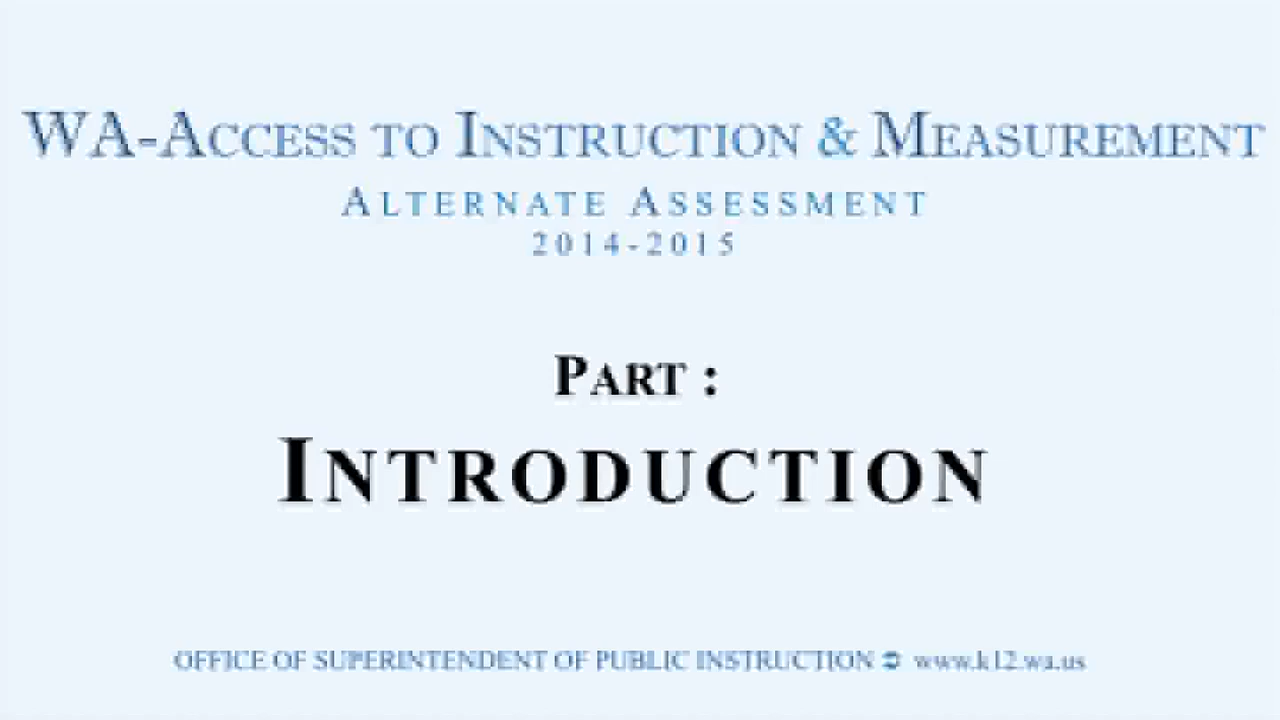 WA-Access to Instruction & Measurement
Alternate Assessment
2014-2015
Part :
Introduction
OFFICE OF SUPERINTENDENT OF PUBLIC INSTRUCTION ➲ www.k12.wa.us